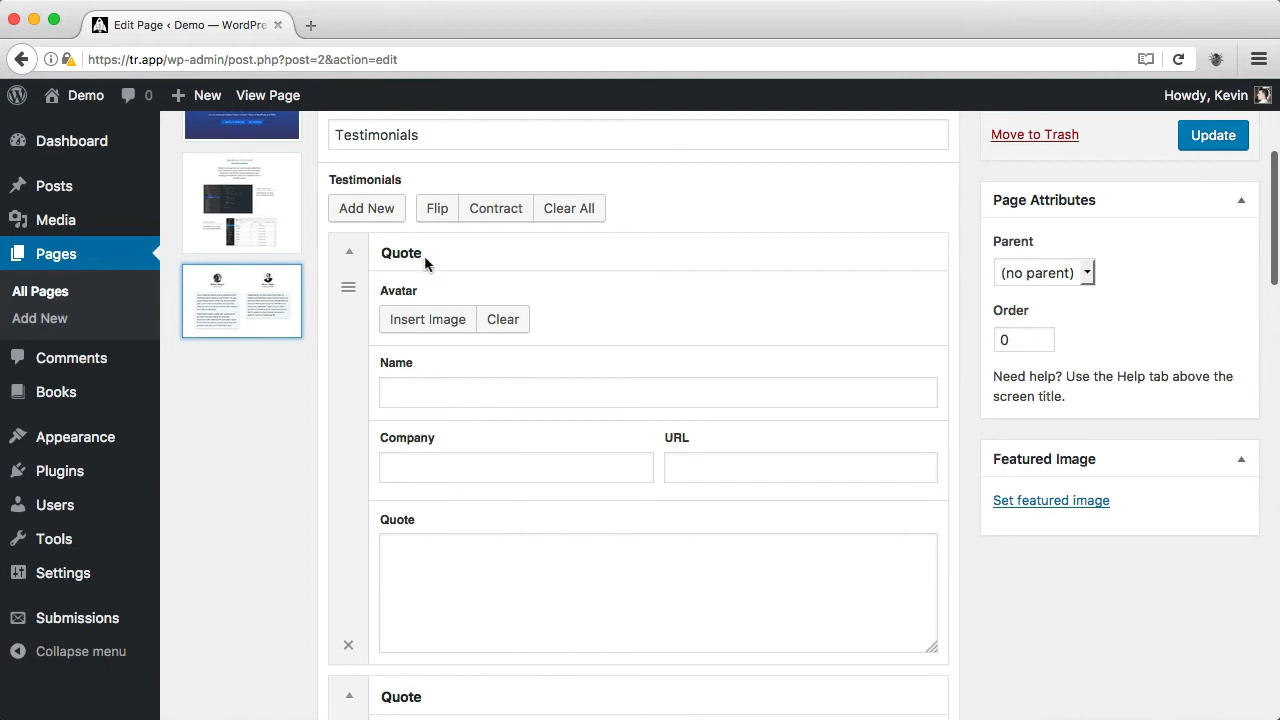 Edit Page ‹ Demo — WordPre
https://tr.app/wp-admin/post.php?post=2&action=edit
Demo 0 New View Page Howdy, Kevin
Dashboard
Posts
Media
Pages
All Pages
Add New
Comments
Books
Appearance
Plugins
Users
Tools
Settings
Submissions
Collapse menu
Testimonials
Testimonials
Add New Flip Contract Clear All
Quote
Avatar
Insert Image Clear
Name
Company URL
Quote
Quote
Move to Trash Update
Page Attributes
Parent
(no parent)
Order
0
Need help? Use the Help tab above the
screen title.
Featured Image
Set featured image